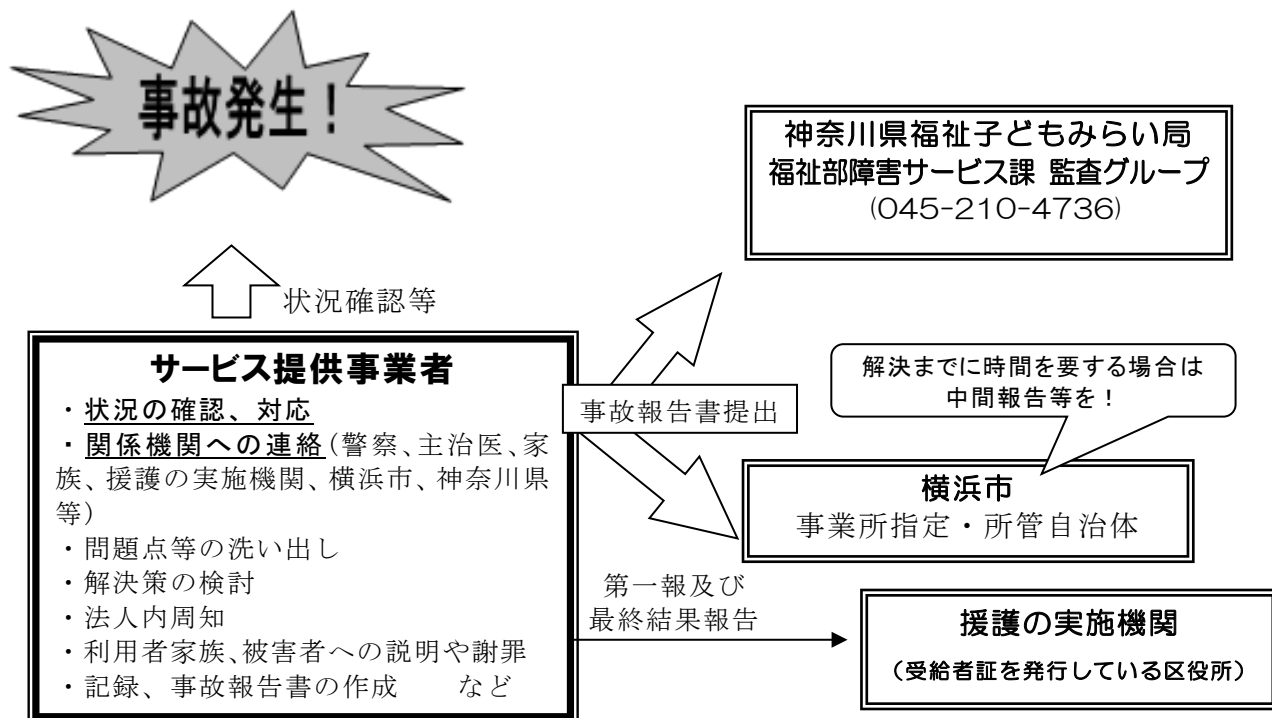 事故発生！
神奈川県福祉子どもみらい局
福祉部障害サービス課 監査グループ
(045-210-4736)
状況確認等
サービス提供事業者
・状況の確認、対応
・関係機関への連絡(警察、主治医、家
族、援護の実施機関、横浜市、神奈川県
等)
・問題点等の洗い出し
・解決策の検討
・法人内周知
・利用者家族、被害者への説明や謝罪
・記録、事故報告書の作成　など
事故報告書提出
解決までに時間を要する場合は
中間報告等を！
横浜市
事業所指定・所管自治体
第一報及び
最終結果報告
援護の実施機関
（受給者証を発行している区役所）